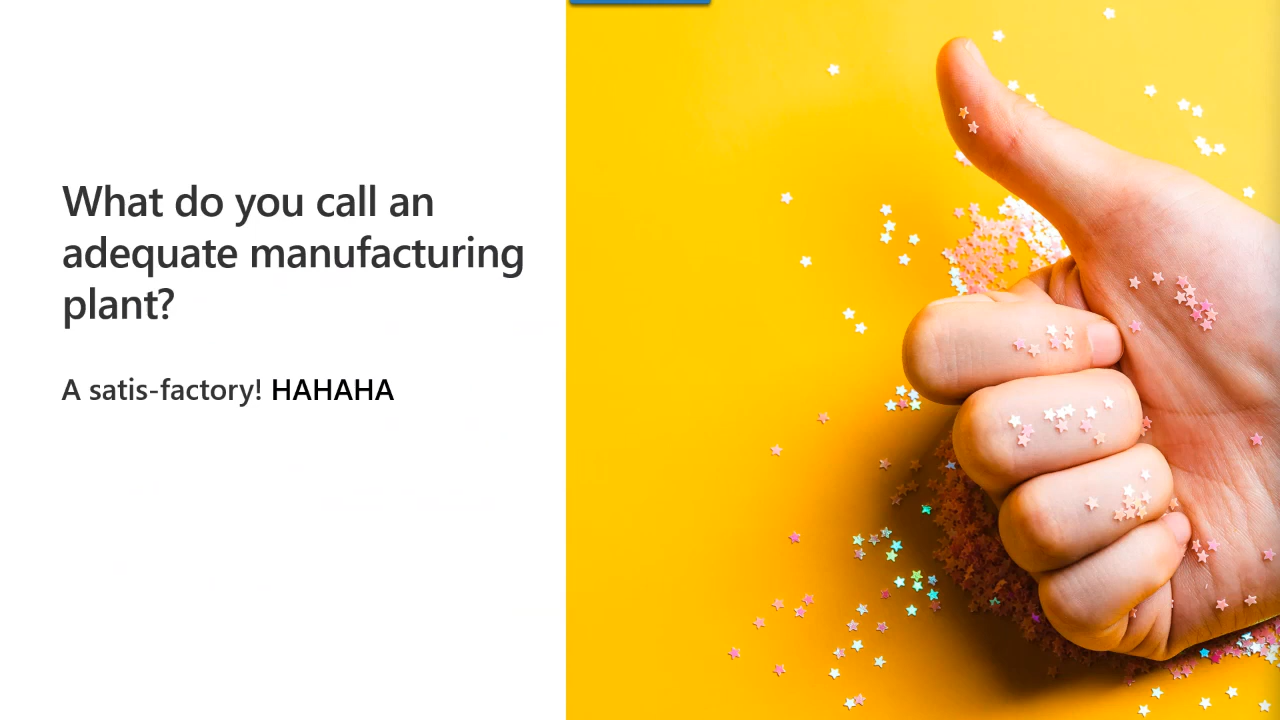 What do you call an
adequate manufacturing
plant?
A satis-factory! HAHAHA